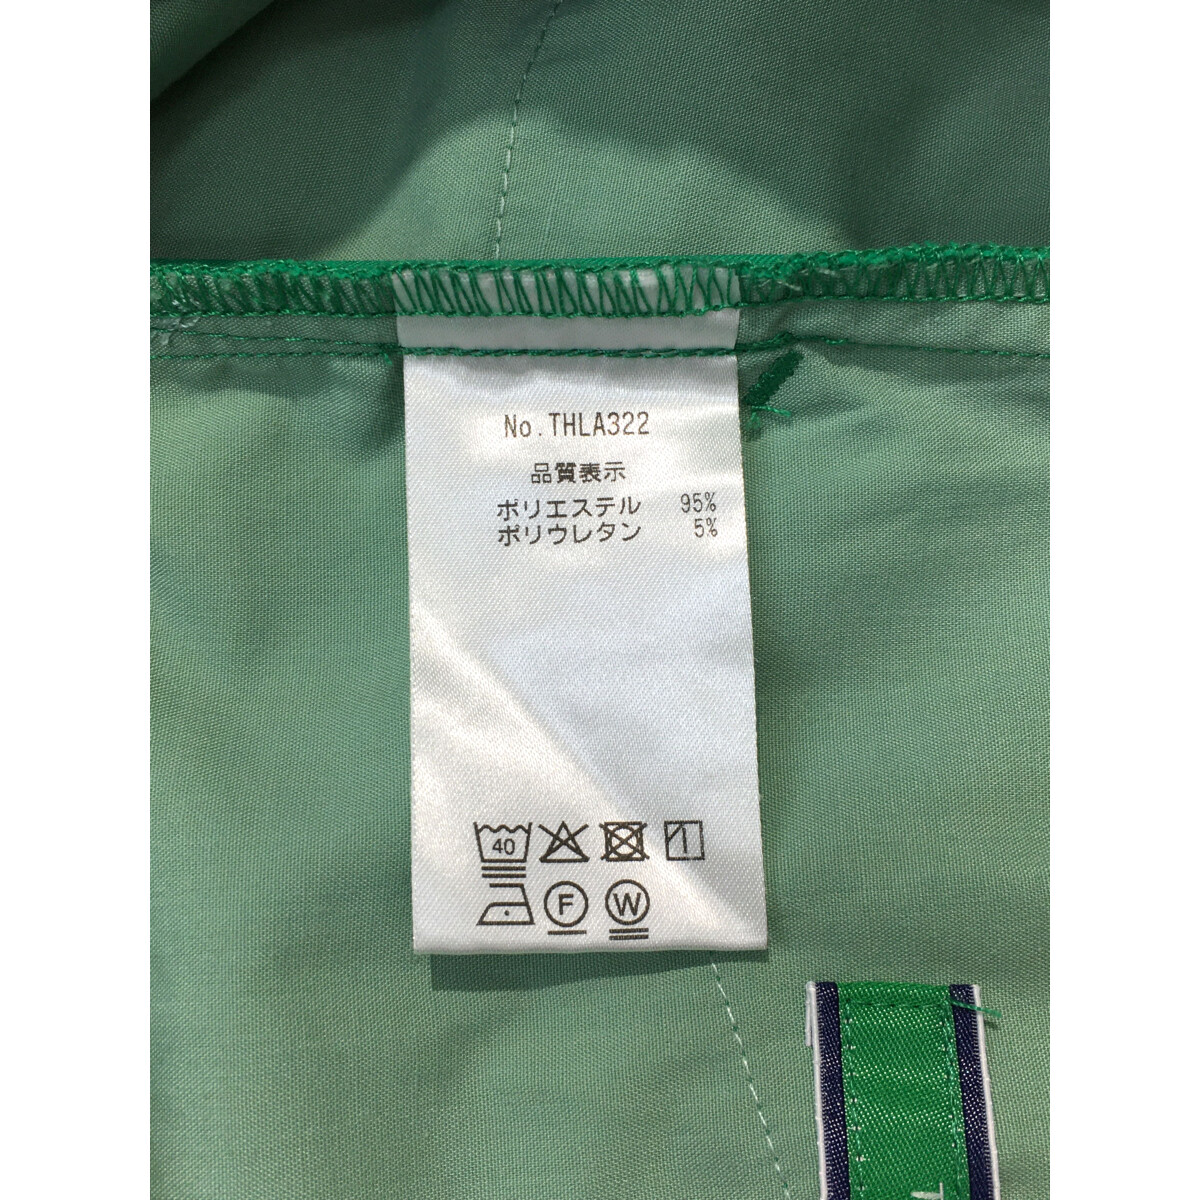 No.THLA322
品質表示
ポリエステル 95%
ポリウレタン 5%
40
F W